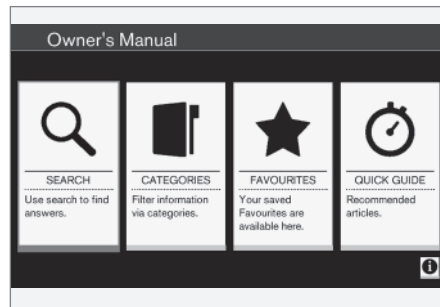 Owner's Manual
SEARCH
Use search to find
answers.
CATEGORIES
Filter information
via categories.
FAVOURITES
Your saved
Favourites are
available here.
QUICK GUIDE
Recommended
articles.